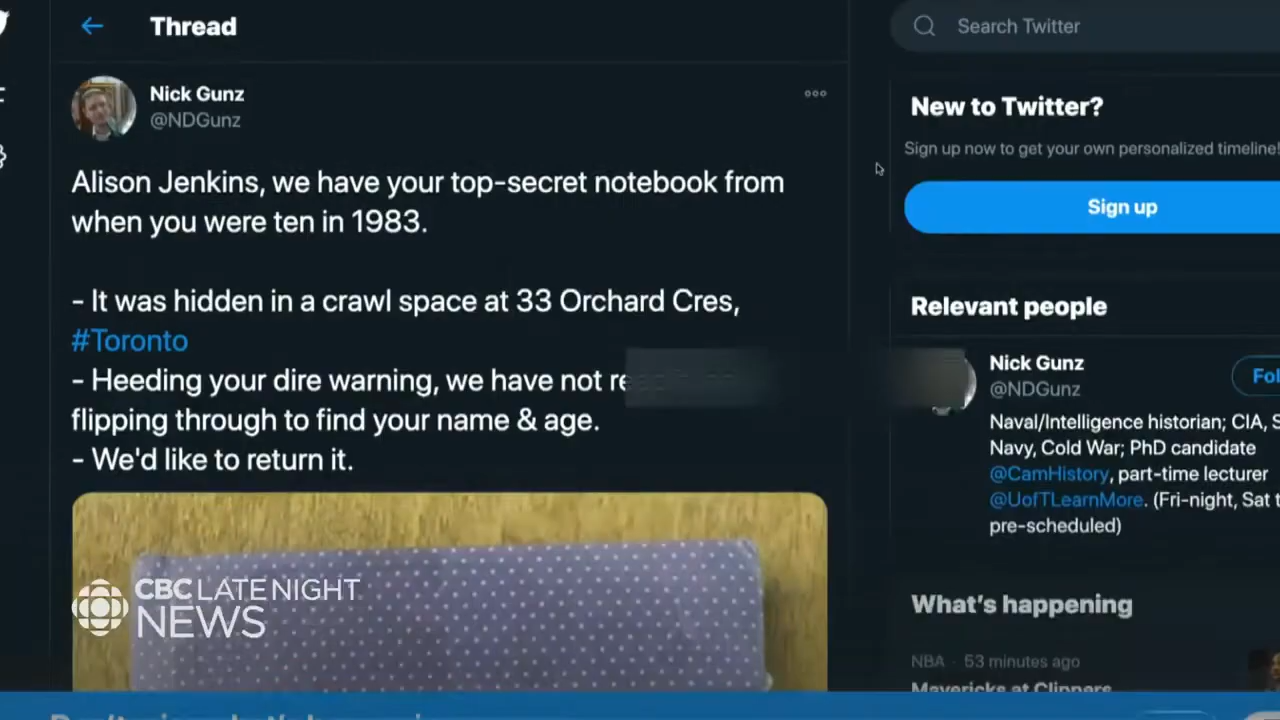 Thread
Nick Gunz
@NDGunz
Alison Jenkins, we have your top-secret notebook from
when you were ten in 1983.
- It was hidden in a crawl space at 33 Orchard Cres,
#Toronto
- Heeding your dire warning, we have not
flipping through to find your name & age.
- We'd like to return it.
CBC LATE NIGHT
NEWS
Search Twitter
New to Twitter?
Sign up now to get your own personalized timeline!
Sign up
Relevant people
Nick Gunz
@NDGunz
Fol
Naval/Intelligence historian; CIA, S
Navy, Cold War; PhD candidate
@CamHistory, part-time lecturer
@UofTLearnMore. (Fri-night, Sat t
pre-scheduled)
What's happening
NBA · 53 minutes ago
Mavericks at Clippers